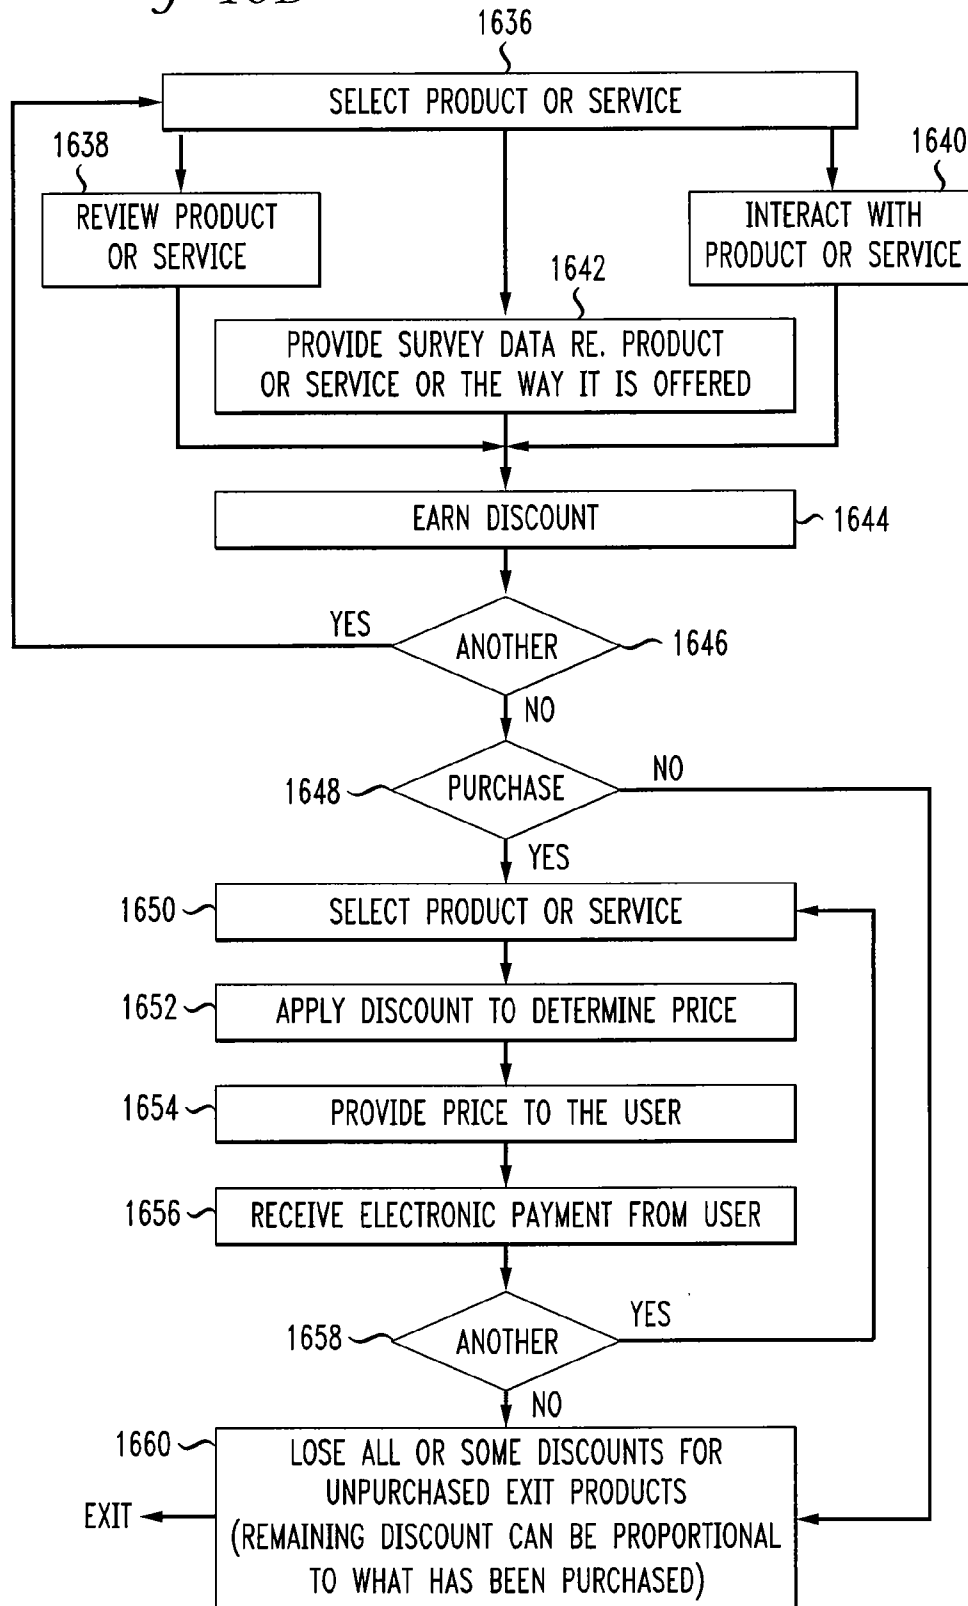 1636
SELECT PRODUCT OR SERVICE
1638
1640
REVIEW PRODUCT
OR SERVICE
INTERACT WITH
PRODUCT OR SERVICE
1642
PROVIDE SURVEY DATA RE. PRODUCT
OR SERVICE OR THE WAY IT IS OFFERED
EARN DISCOUNT
1644
YES
ANOTHER
1646
NO
1648
PURCHASE
NO
YES
1650
SELECT PRODUCT OR SERVICE
1652
APPLY DISCOUNT TO DETERMINE PRICE
1654
PROVIDE PRICE TO THE USER
1656
RECEIVE ELECTRONIC PAYMENT FROM USER
1658
ANOTHER
YES
NO
1660
LOSE ALL OR SOME DISCOUNTS FOR
UNPURCHASED EXIT PRODUCTS
(REMAINING DISCOUNT CAN BE PROPORTIONAL
TO WHAT HAS BEEN PURCHASED)
EXIT